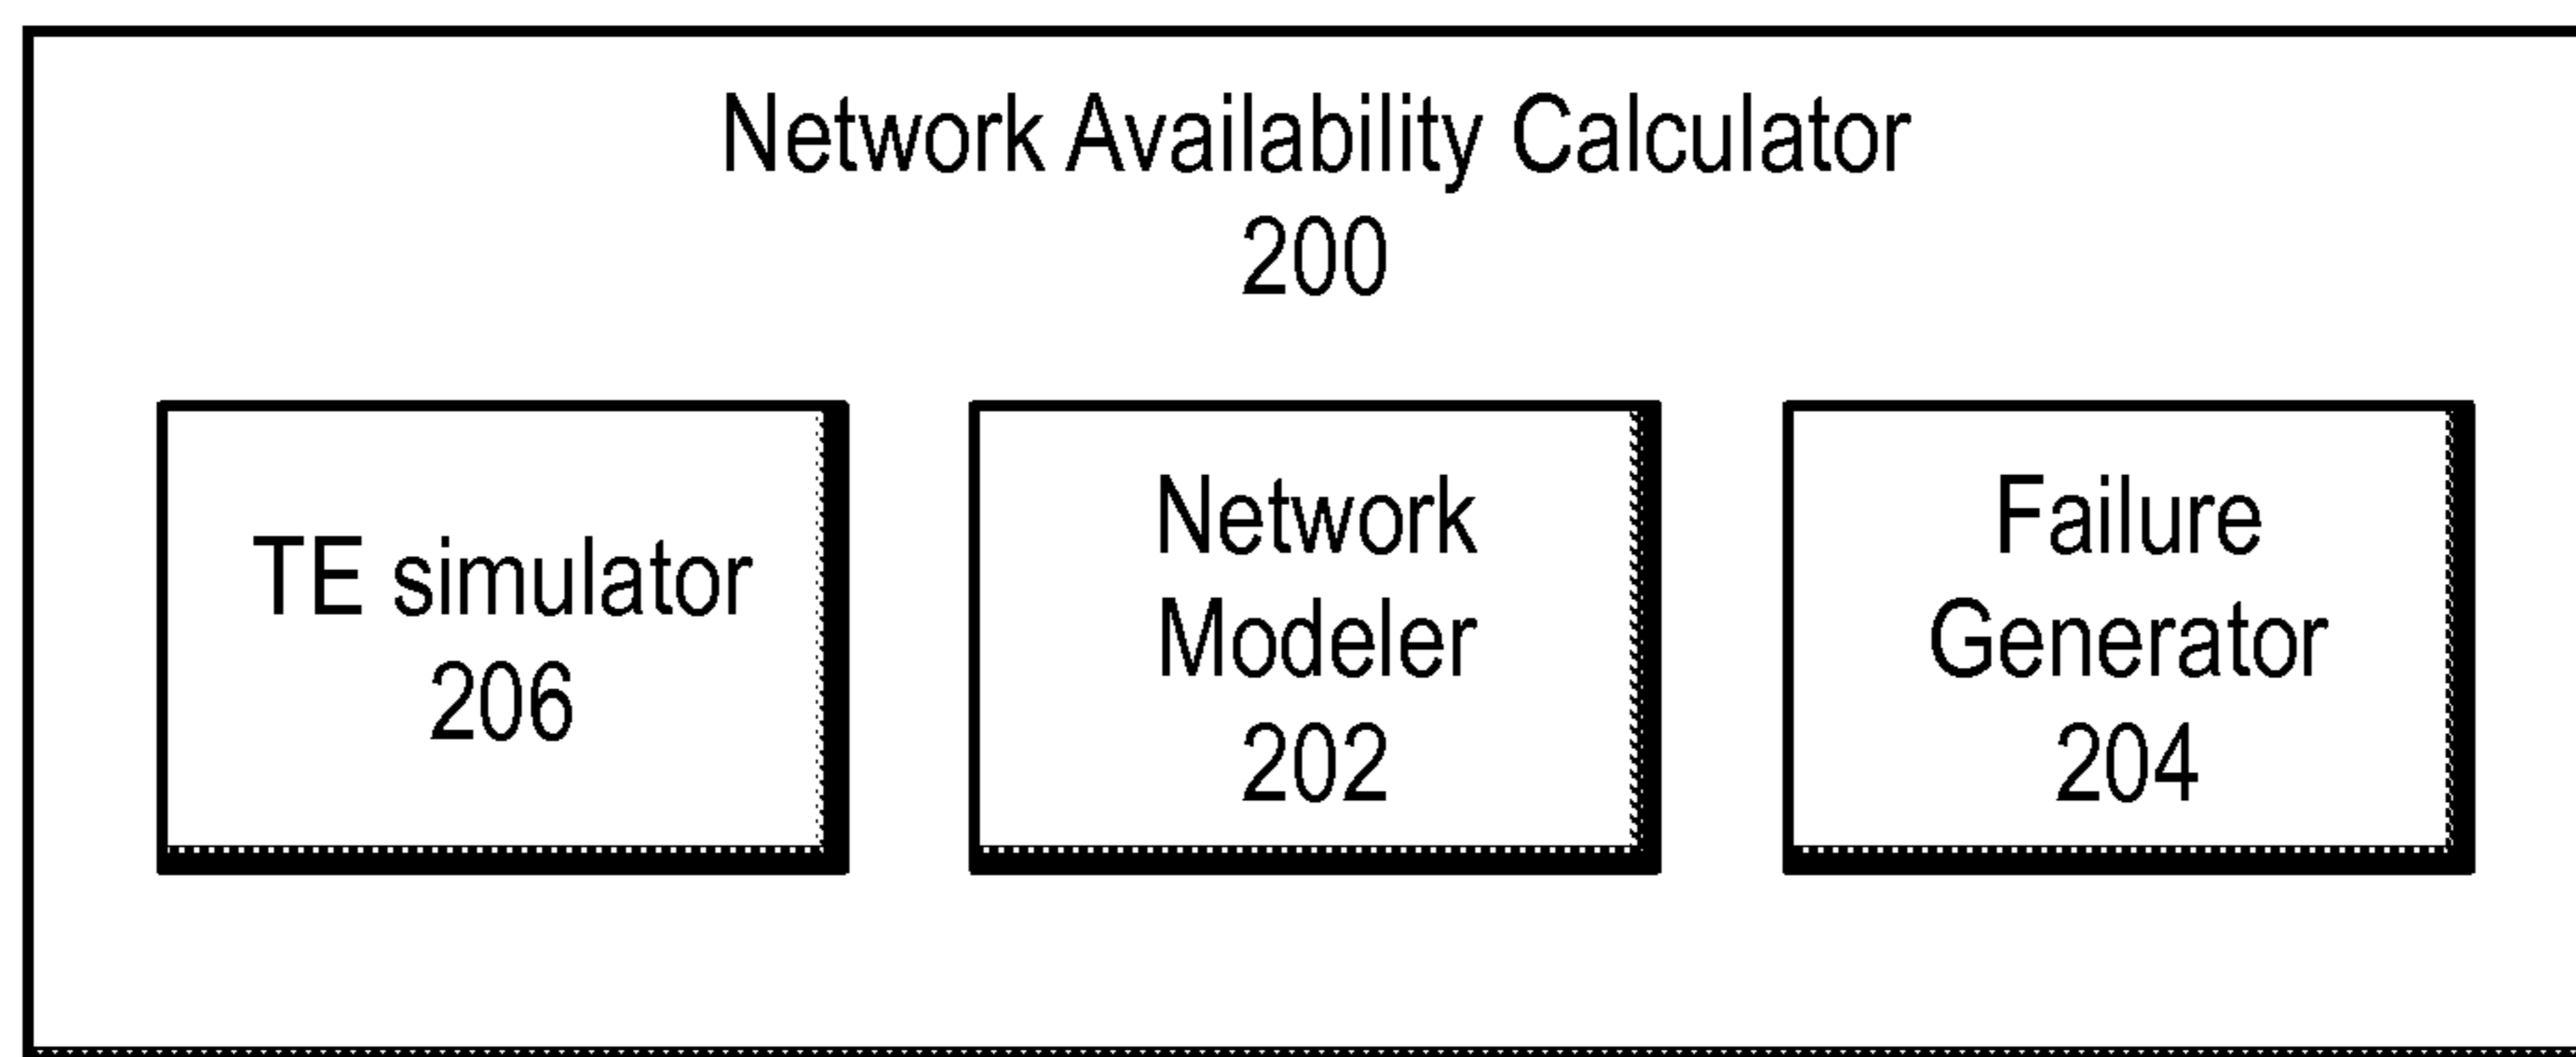 Network Availability Calculator
200
TE simulator
206
Network
Modeler
202
Failure
Generator
204